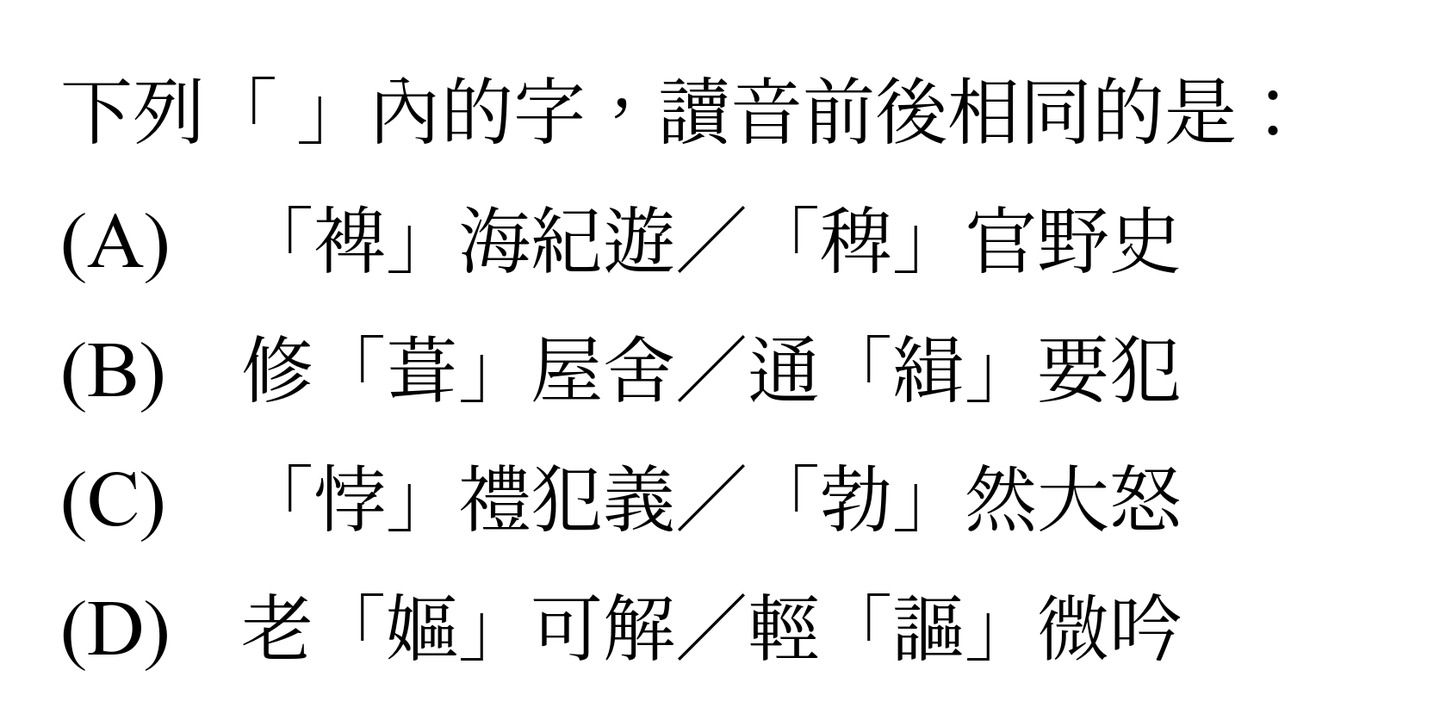 下列「 」內的字，讀音前後相同的是：
(A) 「裨」海紀遊／「稗」官野史
(B) 修「葺」屋舍／通「緝」要犯
(C) 「悖」禮犯義／「勃」然大怒
(D) 老「嫗」可解／輕「謳」微吟